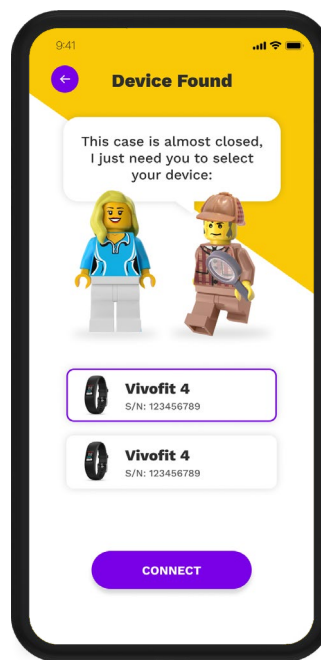 9:41
Device Found
This case is almost closed,
I just need you to select
your device:
Vivofit 4
S/N: 123456789
Vivofit 4
S/N: 123456789
CONNECT